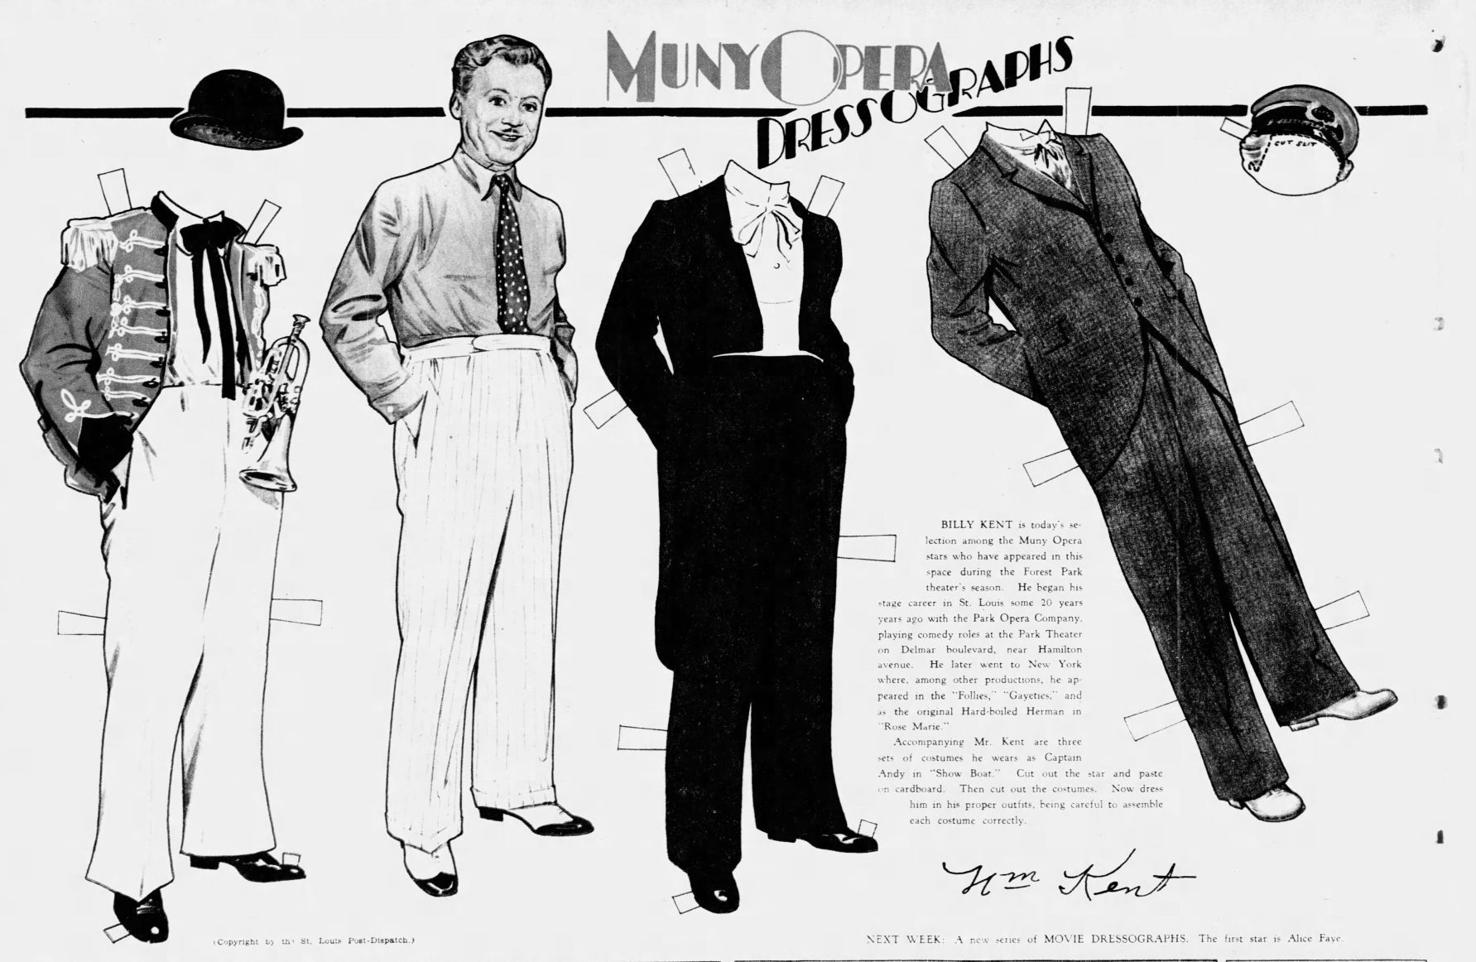 MUNY OPERA
DRESSOGRAPHS
CUT SLIT
BILLY KENT is today's se-
lection among the Muny Opera
stars who have appeared in this
space during the Forest Park
theater's season. He began his
stage career in St. Louis some 20 years
years ago with the Park Opera Company,
playing comedy roles at the Park Theater
on Delmar boulevard, near Hamilton
avenue. He later went to New York
where, among other productions, he ap-
peared in the "Follies," "Gayeties," and
as the original Hard-boiled Herman in
"Rose Marie."
Accompanying Mr. Kent are three
sets of costumes he wears as Captain
Andy in "Show Boat." Cut out the star and paste
on cardboard. Then cut out the costumes. Now dress
him in his proper outfits, being careful to assemble
each costume correctly.
Wm Kent
(Copyright by the St. Louis Post-Dispatch.)
NEXT WEEK: A new series of MOVIE DRESSOGRAPHS. The first star is Alice Faye.